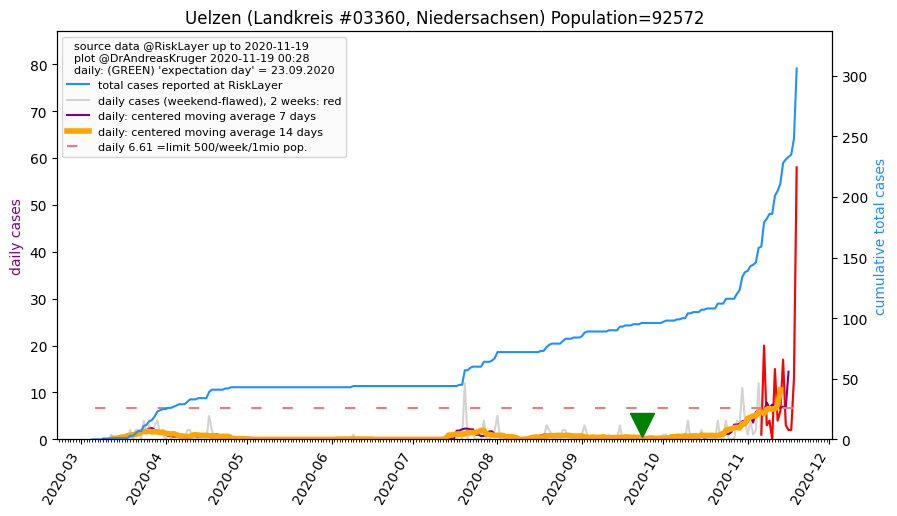 Uelzen (Landkreis #03360, Niedersachsen) Population=92572
source data @RiskLayer up to 2020-11-19
plot @DrAndreasKruger 2020-11-19 00:28
daily: (GREEN) 'expectation day' = 23.09.2020
total cases reported at RiskLayer
daily cases (weekend-flawed), 2 weeks: red
daily: centered moving average 7 days
daily: centered moving average 14 days
daily 6.61 =limit 500/week/1mio pop.
daily cases
80
70
60
50
40
30
20
10
0
cumulative total cases
300
250
200
150
100
50
0
2020-03
2020-04
2020-05
2020-06
2020-07
2020-08
2020-09
2020-10
2020-11
2020-12